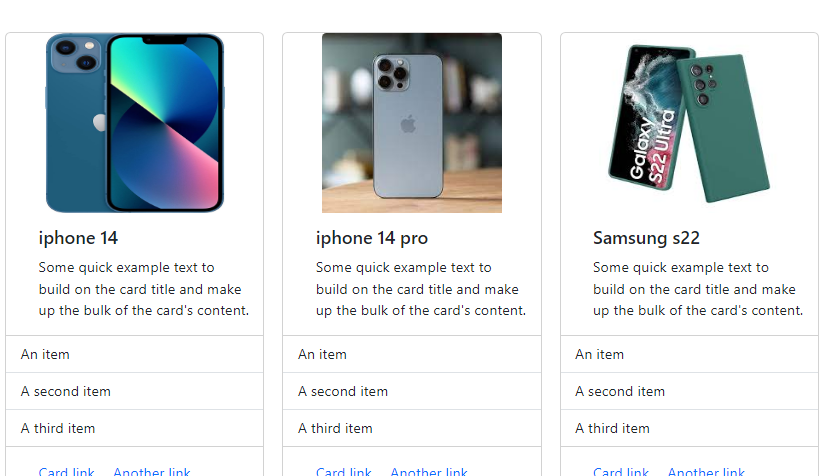 Galaxy
S22 Ultra
iphone 14
Some quick example text to
build on the card title and make
up the bulk of the card's content.
An item
A second item
A third item
Card link Another link
iphone 14 pro
Some quick example text to
build on the card title and make
up the bulk of the card's content.
An item
A second item
A third item
Card link Another link
Samsung s22
Some quick example text to
build on the card title and make
up the bulk of the card's content.
An item
A second item
A third item
Card link Another link